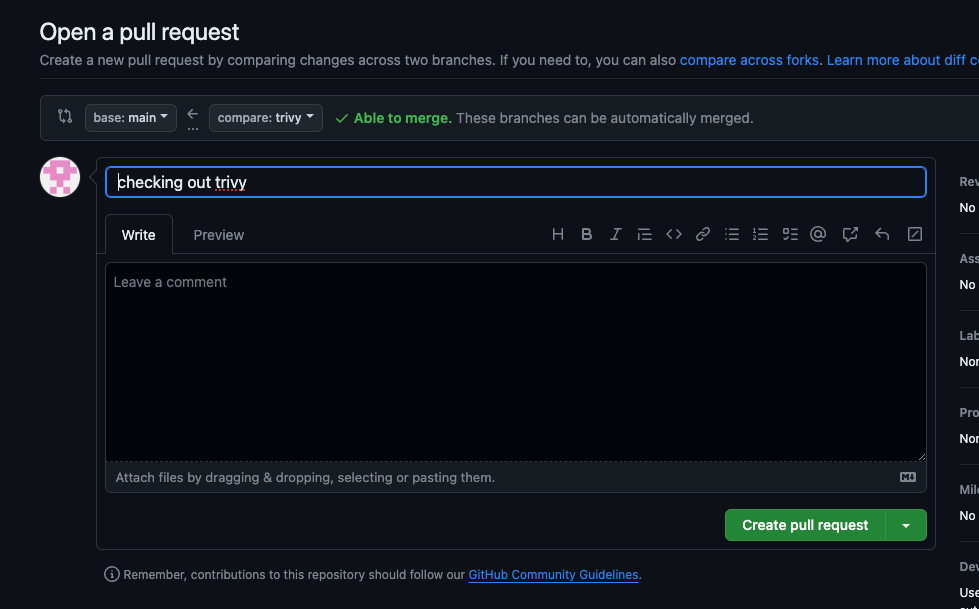 Open a pull request
Create a new pull request by comparing changes across two branches. If you need to, you can also compare across forks. Learn more about diff
base: main ← compare: trivy ✓ Able to merge. These branches can be automatically merged.
checking out trivy
Write Preview
Leave a comment
Attach files by dragging & dropping, selecting or pasting them.
Create pull request
Remember, contributions to this repository should follow our GitHub Community Guidelines.
Rev
No
Ass
No
Lab
Non
Pro
Non
Mile
No
Dev
Use